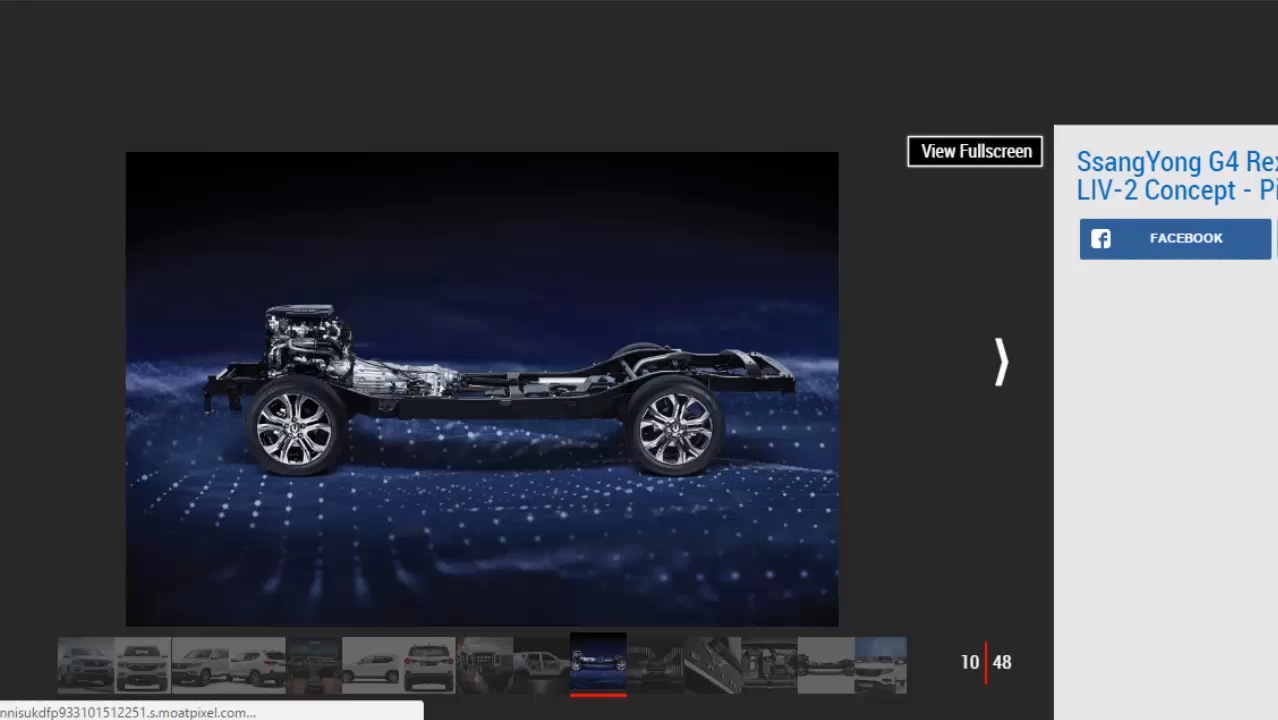 View Fullscreen
SsangYong G4 Rex
LIV-2 Concept - Pi
FACEBOOK
10 48
nnisukdfp933101512251.s.moatpixel.com...